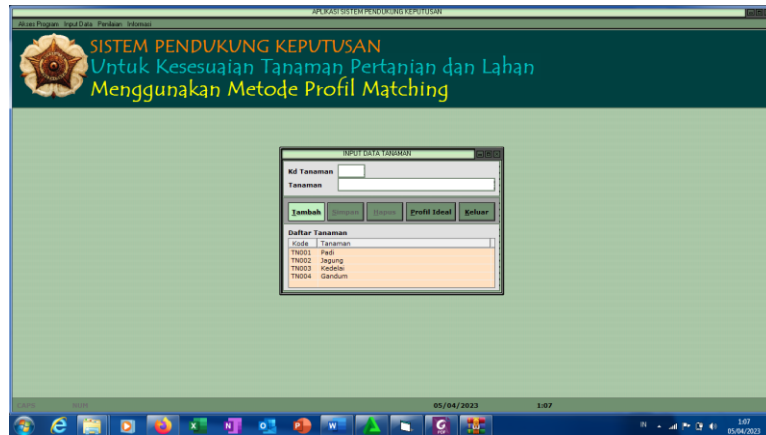 APLIKASI SISTEM PENDUKUNG KEPUTUSAN
Akses Program Input Data Penilaian Informasi
SISTEM PENDUKUNG KEPUTUSAN
Untuk Kesesuaian Tanaman Pertanian dan Lahan
Menggunakan Metode Profil Matching
INPUT DATA TANAMAN
Kd Tanaman
Tanaman
Tambah Simpan Hapus Profil Ideal Keluar
Daftar Tanaman
Kode Tanaman
TN001 Padi
TN002 Jagung
TN003 Kedelai
TN004 Gandum
CAPS NUM 05/04/2023 1:07
IN 1:07
05/04/2023